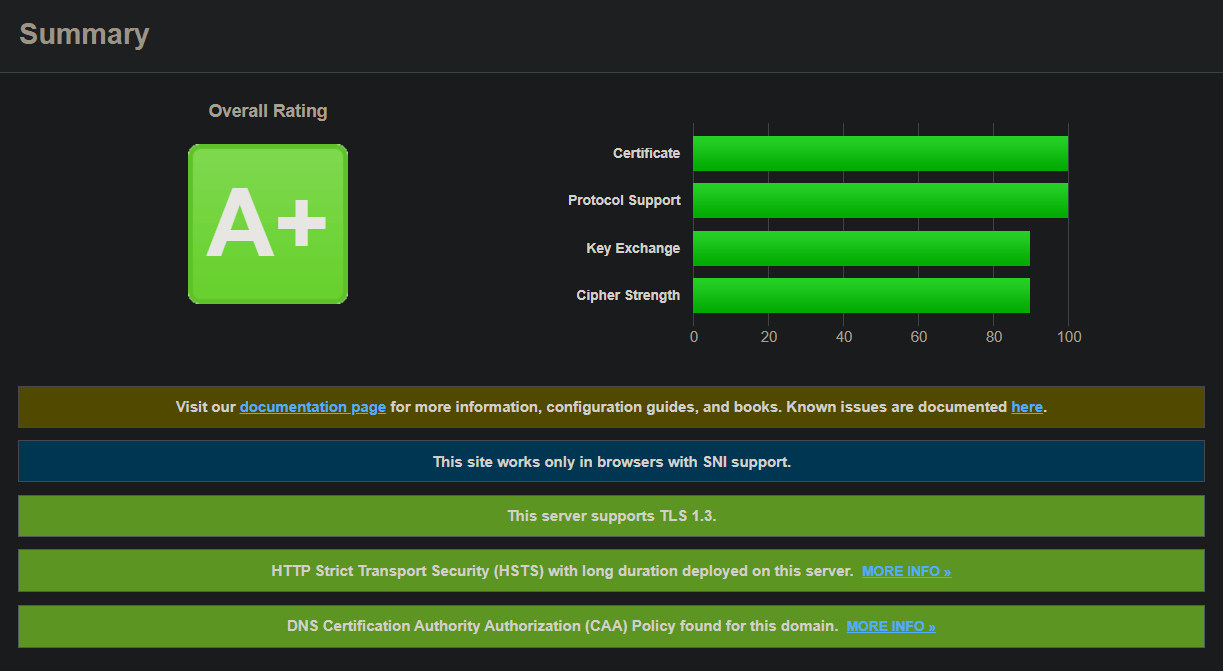 Summary
Overall Rating
A+
Certificate
Protocol Support
Key Exchange
Cipher Strength
0 20 40 60 80 100
Visit our documentation page for more information, configuration guides, and books. Known issues are documented here.
This site works only in browsers with SNI support.
This server supports TLS 1.3.
HTTP Strict Transport Security (HSTS) with long duration deployed on this server. MORE INFO »
DNS Certification Authority Authorization (CAA) Policy found for this domain. MORE INFO »